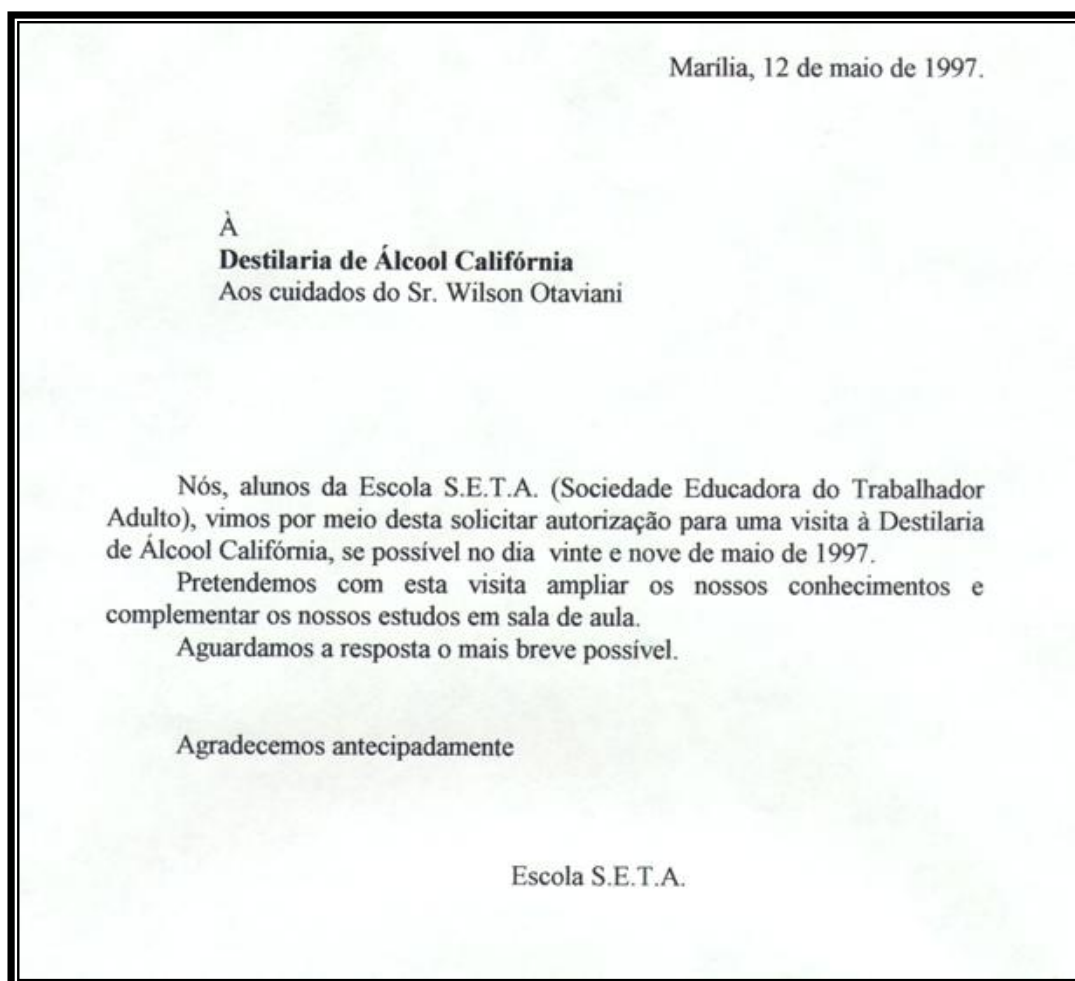 Marília, 12 de maio de 1997.
À
Destilaria de Álcool Califórnia
Aos cuidados do Sr. Wilson Otaviani
Nós, alunos da Escola S.E.T.A. (Sociedade Educadora do Trabalhador
Adulto), vimos por meio desta solicitar autorização para uma visita à Destilaria
de Álcool Califórnia, se possível no dia vinte e nove de maio de 1997.
Pretendemos com esta visita ampliar os nossos conhecimentos e
complementar os nossos estudos em sala de aula.
Aguardamos a resposta o mais breve possível.
Agradecemos antecipadamente
Escola S.E.T.A.